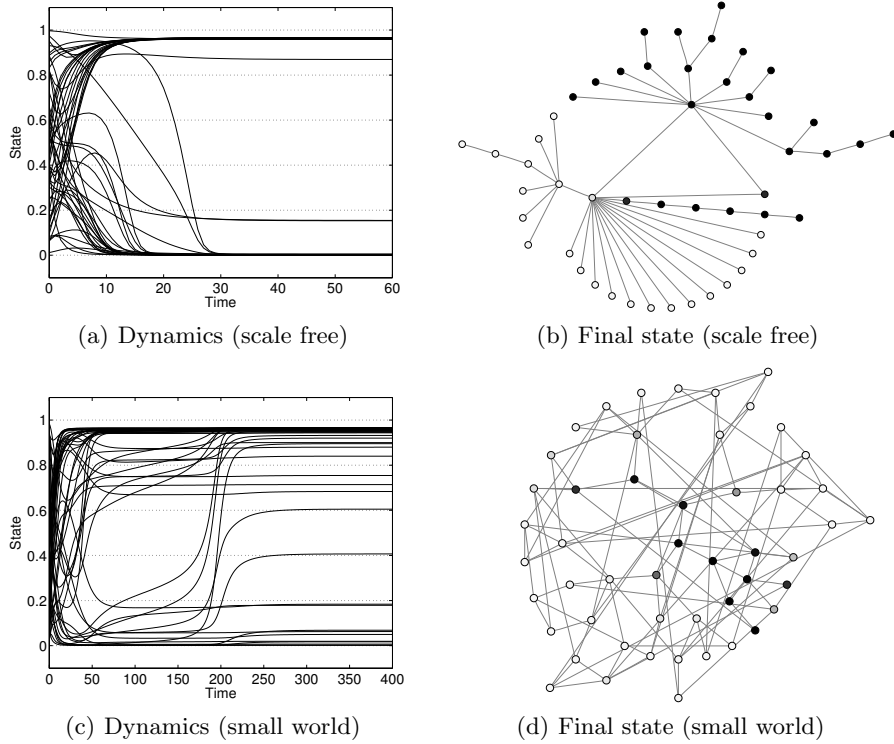 1
0.8
0.6
0.4
0.2
0
State
0 10 20 30 40 50 60
Time
(a) Dynamics (scale free)
(b) Final state (scale free)
1
0.8
0.6
0.4
0.2
0
State
0 50 100 150 200 250 300 350 400
Time
(c) Dynamics (small world)
(d) Final state (small world)